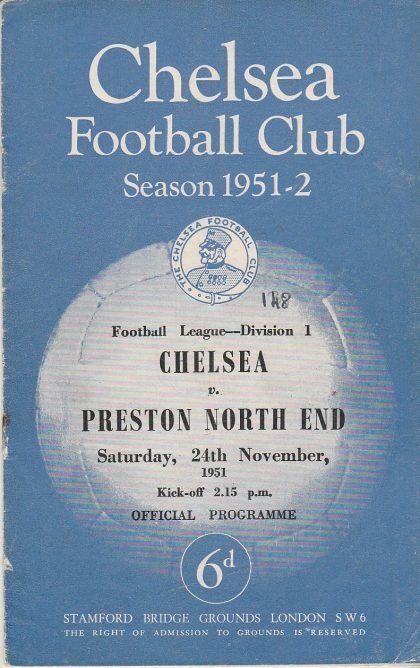 Chelsea
Football Club
Season 1951-2
THE CHELSEA FOOTBALL CLUB
148
Football League—Division 1
CHELSEA
v.
PRESTON NORTH END
Saturday, 24th November,
1951
Kick-off 2.15 p.m.
OFFICIAL PROGRAMME
6d
STAMFORD BRIDGE GROUNDS LONDON SW6
THE RIGHT OF ADMISSION TO GROUNDS IS RESERVED